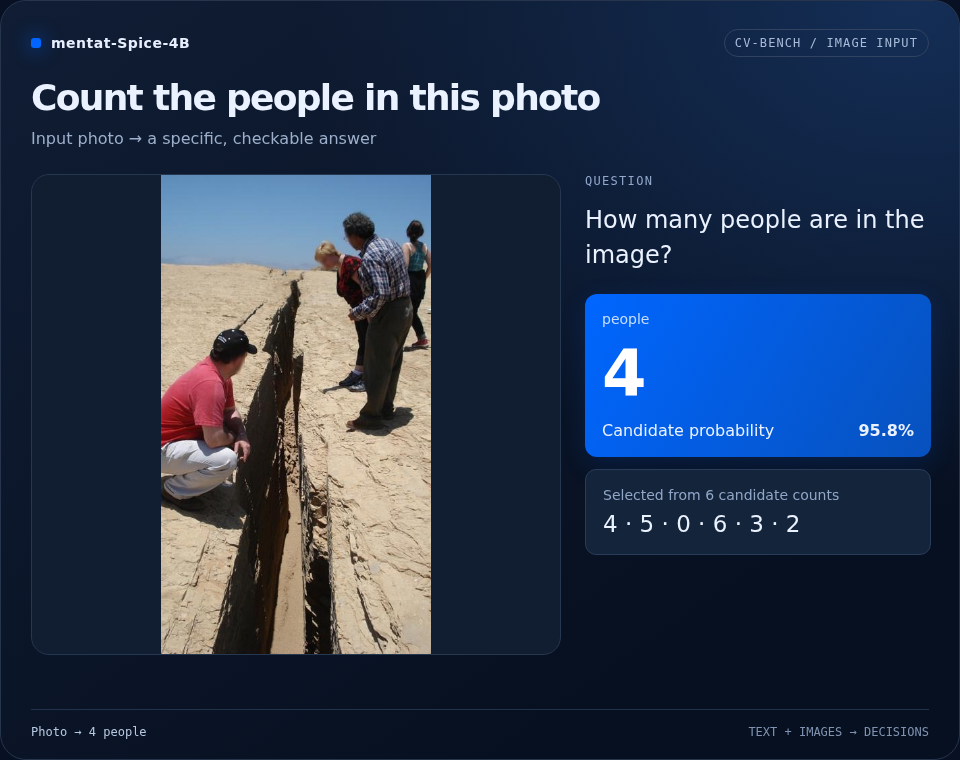 mentat-Spice-4B
CV-BENCH / IMAGE INPUT
Count the people in this photo
Input photo → a specific, checkable answer
QUESTION
How many people are in the
image?
people
4
Candidate probability 95.8%
Selected from 6 candidate counts
4 · 5 · 0 · 6 · 3 · 2
Photo → 4 people
TEXT + IMAGES → DECISIONS